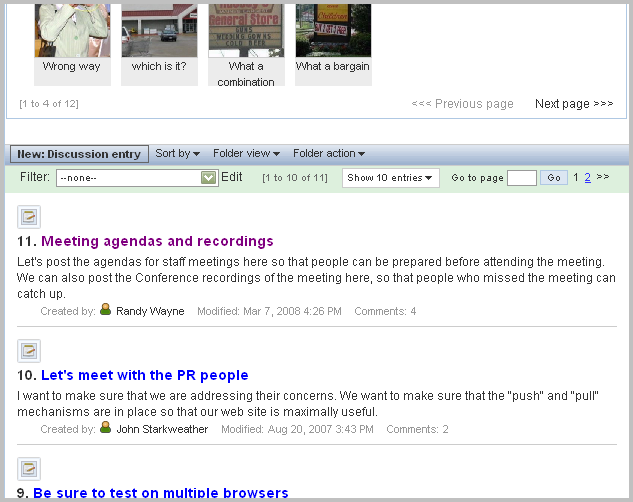 General Store
GUNS
WEDDING GOWNS
COLD BEER
Children
Wrong way
which is it?
What a
combination
What a bargain
[1 to 4 of 12]
<<< Previous page
Next page >>>
New: Discussion entry
Sort by
Folder view
Folder action
Filter:
--none--
Edit
[1 to 10 of 11]
Show 10 entries
Go to page
Go
1 2 >>
11. Meeting agendas and recordings
Let's post the agendas for staff meetings here so that people can be prepared before attending the meeting.
We can also post the Conference recordings of the meeting here, so that people who missed the meeting can
catch up.
Created by: Randy Wayne Modified: Mar 7, 2008 4:26 PM Comments: 4
10. Let's meet with the PR people
I want to make sure that we are addressing their concerns. We want to make sure that the "push" and "pull"
mechanisms are in place so that our web site is maximally useful.
Created by: John Starkweather Modified: Aug 20, 2007 3:43 PM Comments: 2
9. Be sure to test on multiple browsers